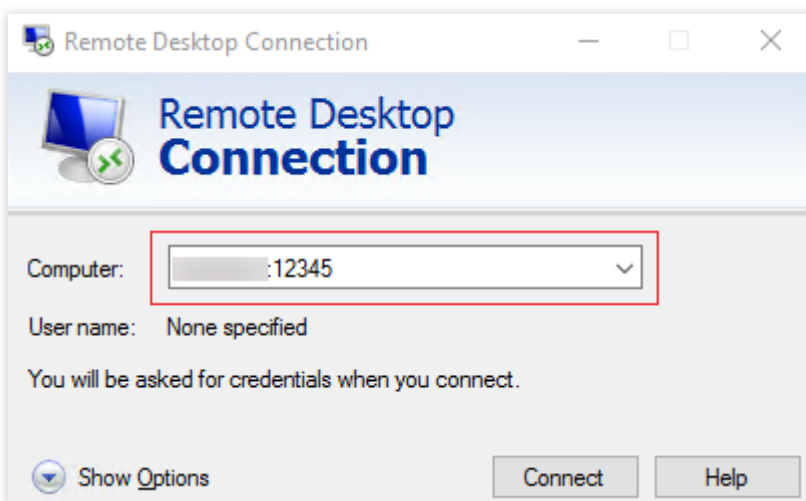 Remote Desktop Connection
Remote Desktop
Connection
Computer: :12345
User name: None specified
You will be asked for credentials when you connect.
Show Options Connect Help